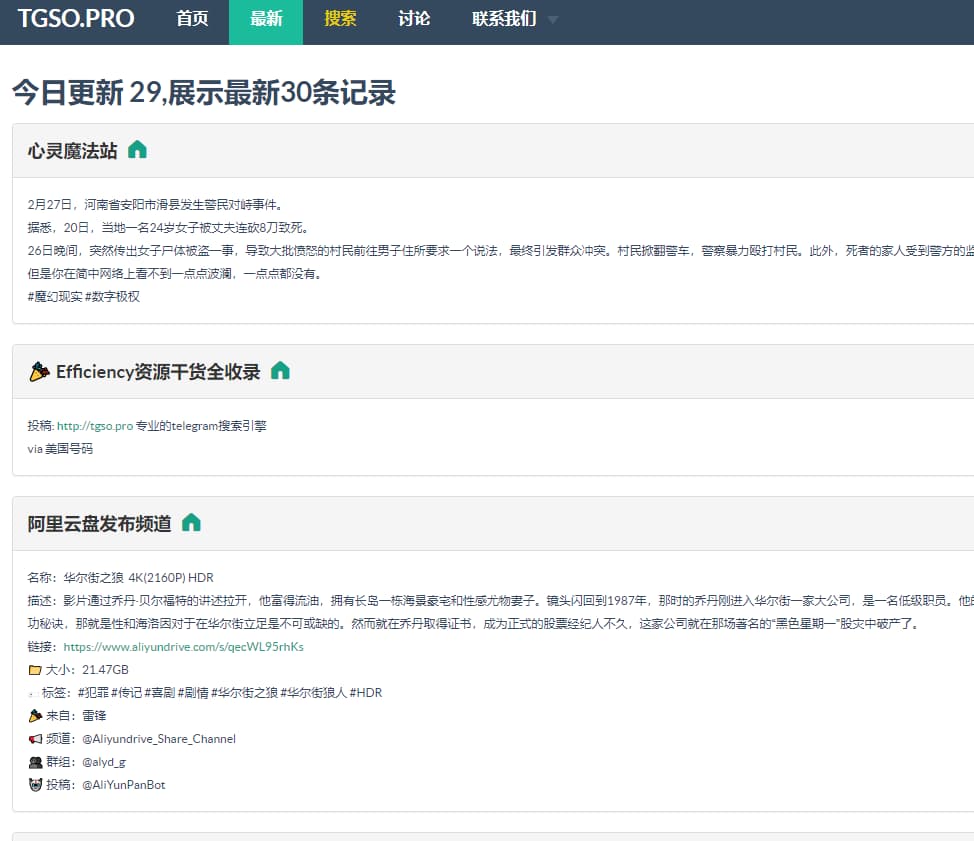 TGSO.PRO 首页 最新 搜索 讨论 联系我们
今日更新 29,展示最新30条记录
心灵魔法站
2月27日，河南省安阳市滑县发生警民对峙事件。
据悉，20日，当地一名24岁女子被丈夫连砍8刀致死。
26日晚间，突然传出女子尸体被盗一事，导致大批愤怒的村民前往男子住所要求一个说法，最终引发群众冲突。村民掀翻警车，警察暴力殴打村民。此外，死者的家人受到警方的监
但是你在简中网络上看不到一点点波澜，一点点都没有。
#魔幻现实 #数字极权
Efficiency资源干货全收录
投稿: http://tgso.pro 专业的telegram搜索引擎
via 美国号码
阿里云盘发布频道
名称：华尔街之狼 4K(2160P) HDR
描述：影片通过乔丹·贝尔福特的讲述拉开，他富得流油，拥有长岛一栋海景豪宅和性感尤物妻子。镜头闪回到1987年，那时的乔丹刚进入华尔街一家大公司，是一名低级职员。他的
功秘诀，那就是性和海洛因对于在华尔街立足是不可或缺的。然而就在乔丹取得证书，成为正式的股票经纪人不久，这家公司就在那场著名的“黑色星期一”股灾中破产了。
链接：https://www.aliyundrive.com/s/qecWL95rhKs
📁 大小：21.47GB
标签：#犯罪 #传记 #喜剧 #剧情 #华尔街之狼 #华尔街狼人 #HDR
🎉 来自：雷锋
📢 频道：@Aliyundrive_Share_Channel
👥 群组：@alyd_g
🤖 投稿：@AliYunPanBot